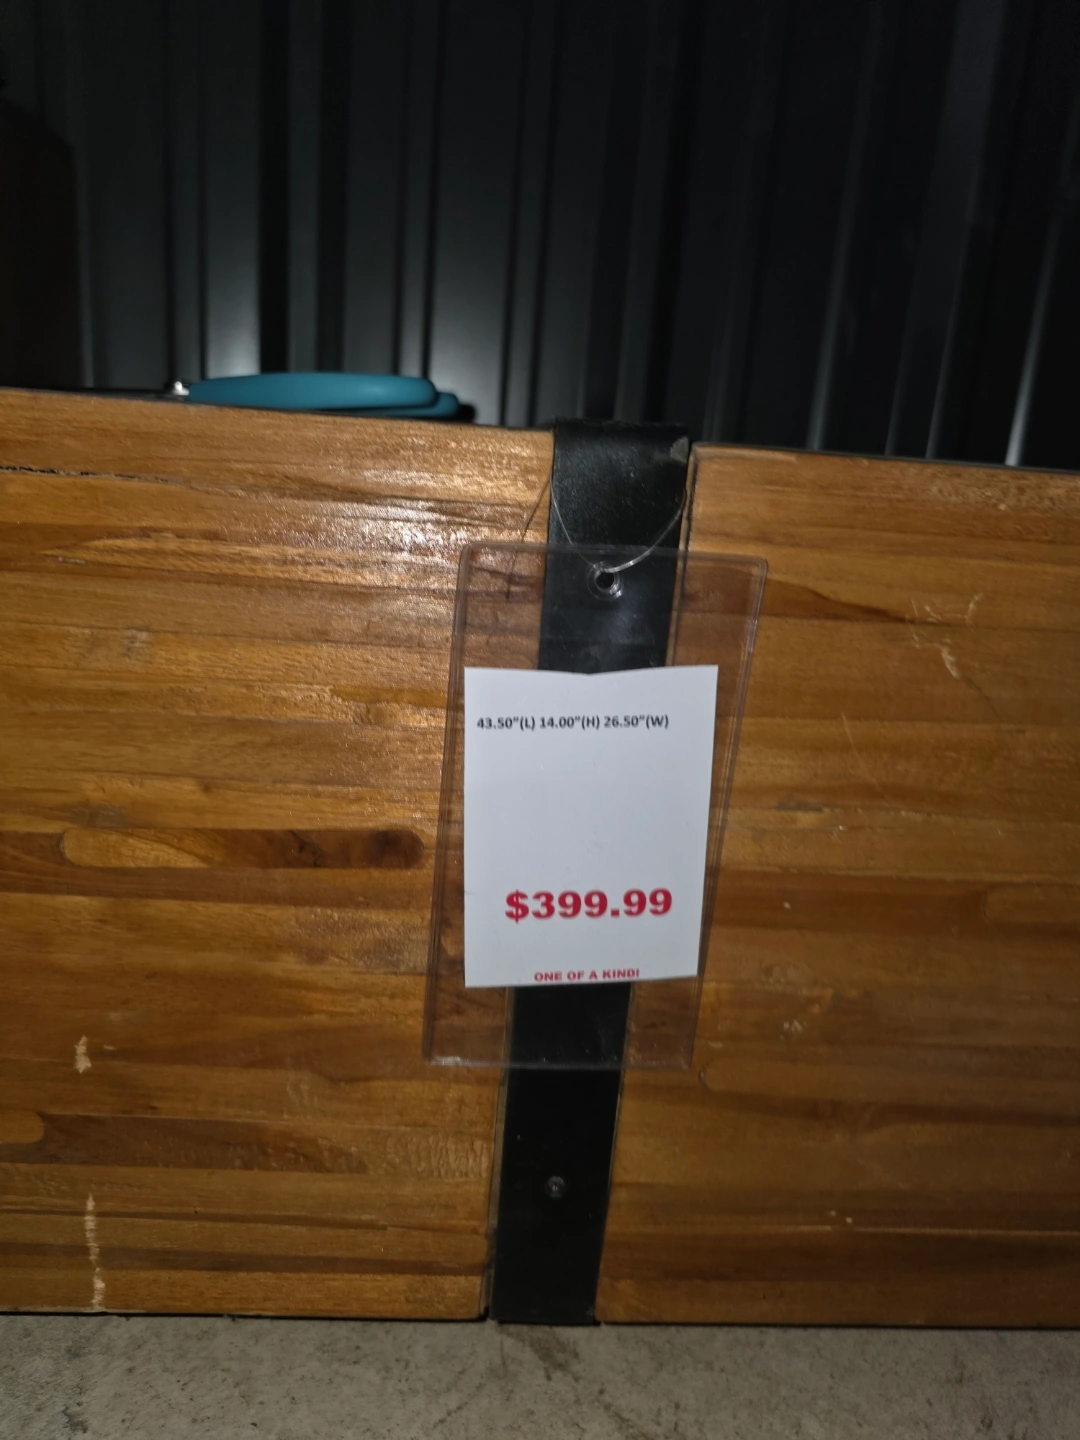 43.50"(L) 14.00"(H) 26.50"(W)
$399.99
ONE OF A KIND!